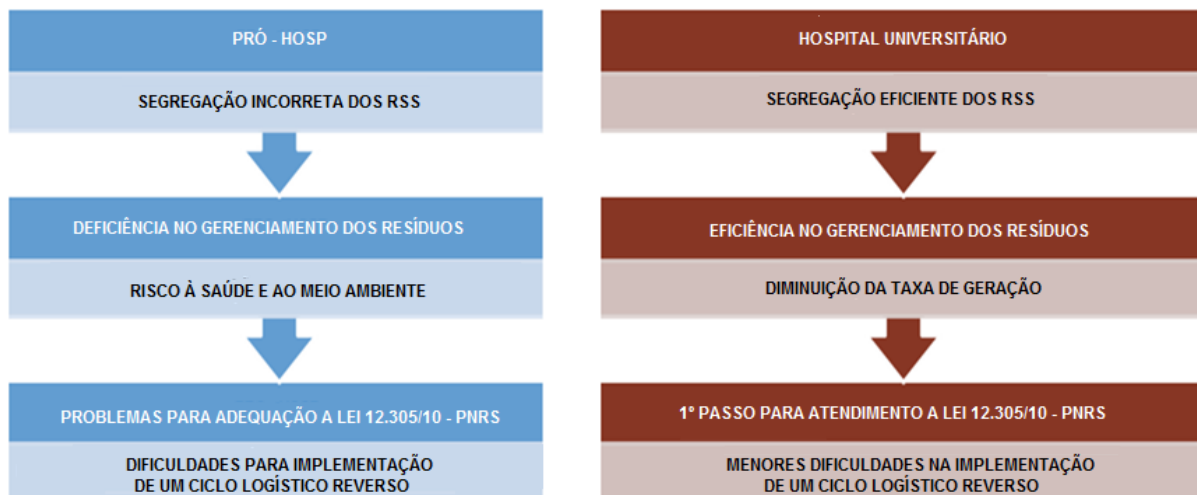 PRÓ - HOSP
SEGREGAÇÃO INCORRETA DOS RSS
DEFICIÊNCIA NO GERENCIAMENTO DOS RESÍDUOS
RISCO À SAÚDE E AO MEIO AMBIENTE
PROBLEMAS PARA ADEQUAÇÃO A LEI 12.305/10 - PNRS
DIFICULDADES PARA IMPLEMENTAÇÃO
DE UM CICLO LOGÍSTICO REVERSO
HOSPITAL UNIVERSITÁRIO
SEGREGAÇÃO EFICIENTE DOS RSS
EFICIÊNCIA NO GERENCIAMENTO DOS RESÍDUOS
DIMINUIÇÃO DA TAXA DE GERAÇÃO
1° PASSO PARA ATENDIMENTO A LEI 12.305/10 - PNRS
MENORES DIFICULDADES NA IMPLEMENTAÇÃO
DE UM CICLO LOGÍSTICO REVERSO